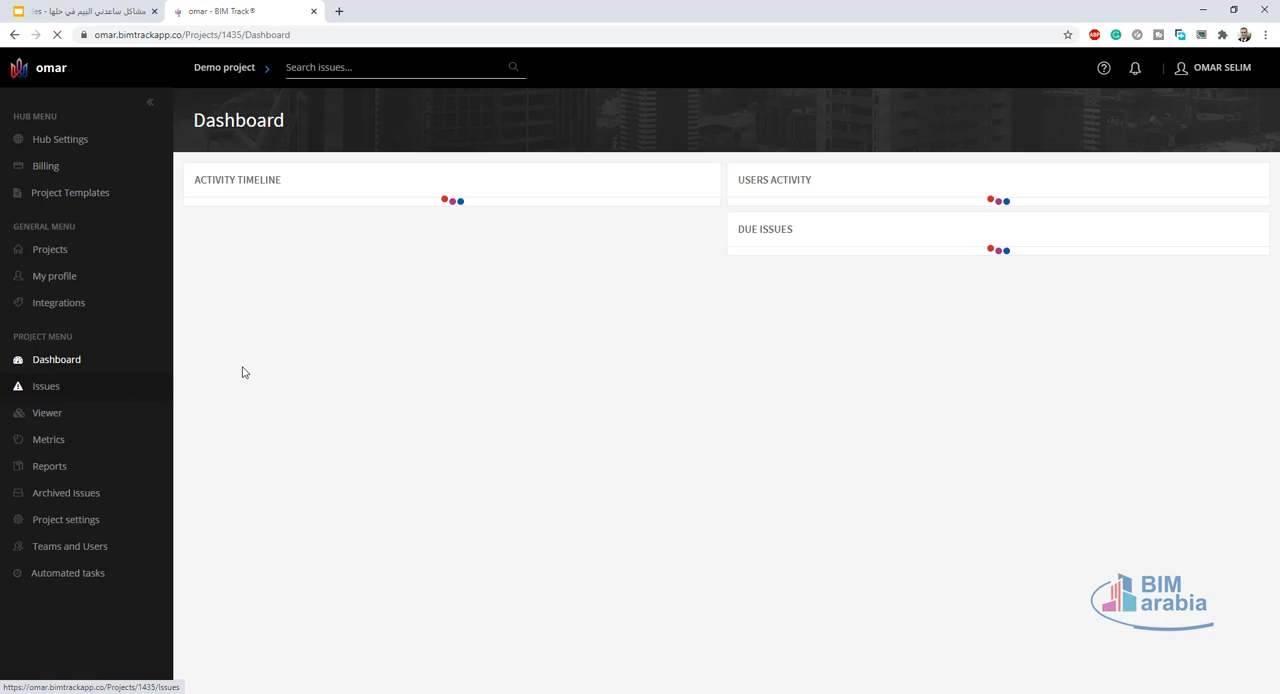 مشاكل ساعدني البيم في حلها - les
omar - BIM Track®
omar.bimtrackapp.co/Projects/1435/Dashboard
omar
Demo project
Search issues...
OMAR SELIM
HUB MENU
Hub Settings
Billing
Project Templates
GENERAL MENU
Projects
My profile
Integrations
PROJECT MENU
Dashboard
Issues
Viewer
Metrics
Reports
Archived Issues
Project settings
Teams and Users
Automated tasks
Dashboard
ACTIVITY TIMELINE
USERS ACTIVITY
DUE ISSUES
BIM
arabia
https://omar.bimtrackapp.co/Projects/1435/Issues